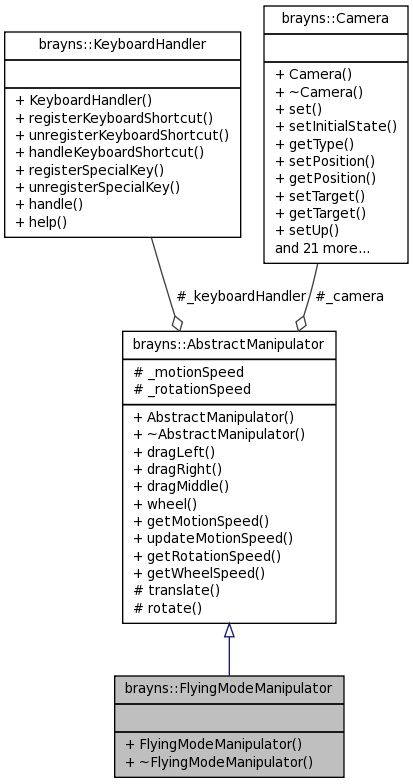 brayns::KeyboardHandler
+ KeyboardHandler()
+ registerKeyboardShortcut()
+ unregisterKeyboardShortcut()
+ handleKeyboardShortcut()
+ registerSpecialKey()
+ unregisterSpecialKey()
+ handle()
+ help()
brayns::Camera
+ Camera()
+ ~Camera()
+ set()
+ setInitialState()
+ getType()
+ setPosition()
+ getPosition()
+ setTarget()
+ getTarget()
+ setUp()
and 21 more...
#_keyboardHandler
#_camera
brayns::AbstractManipulator
# _motionSpeed
# _rotationSpeed
+ AbstractManipulator()
+ ~AbstractManipulator()
+ dragLeft()
+ dragRight()
+ dragMiddle()
+ wheel()
+ getMotionSpeed()
+ updateMotionSpeed()
+ getRotationSpeed()
+ getWheelSpeed()
# translate()
# rotate()
brayns::FlyingModeManipulator
+ FlyingModeManipulator()
+ ~FlyingModeManipulator()